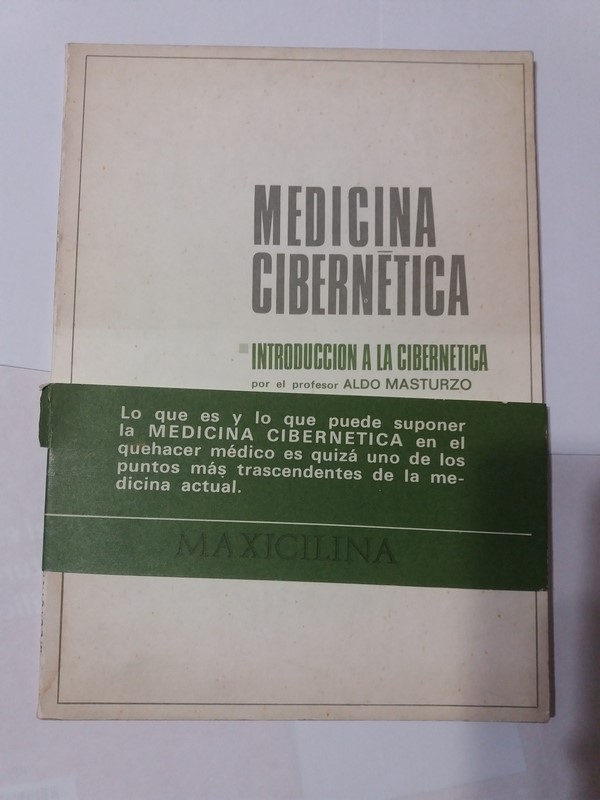 MEDICINA
CIBERNÉTICA
INTRODUCCION A LA CIBERNETICA
por el profesor ALDO MASTURZO
Lo que es y lo que puede suponer
la MEDICINA CIBERNETICA en el
quehacer médico es quizá uno de los
puntos más trascendentes de la me-
dicina actual.
MAXICILINA